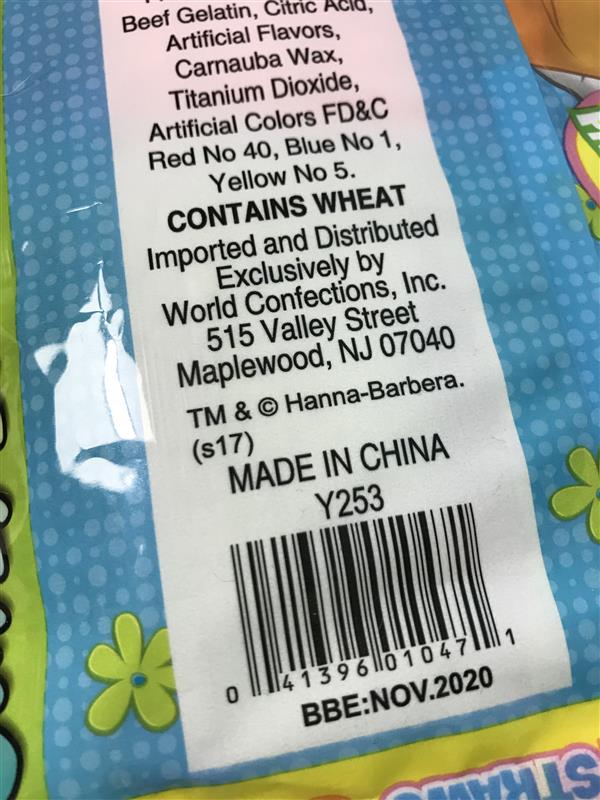 Beef Gelatin, Citric Acid,
Artificial Flavors,
Carnauba Wax,
Titanium Dioxide,
Artificial Colors FD&C
Red No 40, Blue No 1,
Yellow No 5.
CONTAINS WHEAT
Imported and Distributed
Exclusively by
World Confections, Inc.
515 Valley Street
Maplewood, NJ 07040
TM & © Hanna-Barbera.
(s17)
MADE IN CHINA
Y253
0 41396 01047 1
BBE:NOV.2020